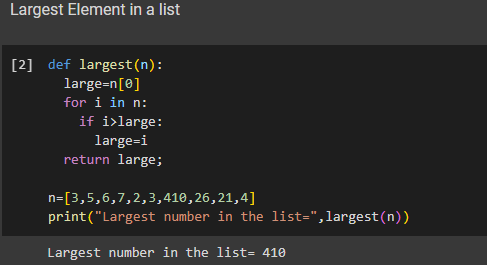 Largest Element in a list
[2] def largest(n):
large=n[0]
for i in n:
if i>large:
large=i
return large;
n=[3,5,6,7,2,3,410,26,21,4]
print("Largest number in the list=",largest(n))
Largest number in the list= 410